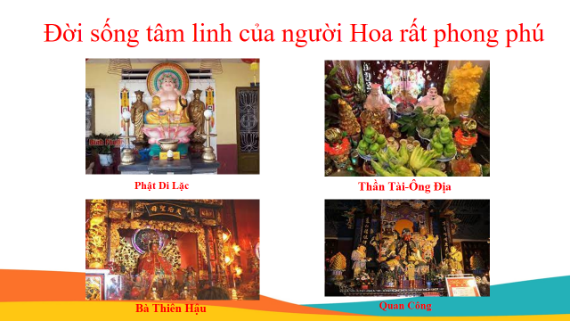 Đời sống tâm linh của người Hoa rất phong phú
Phật Di Lặc
Thần Tài-Ông Địa
Bà Thiên Hậu
Quan Công